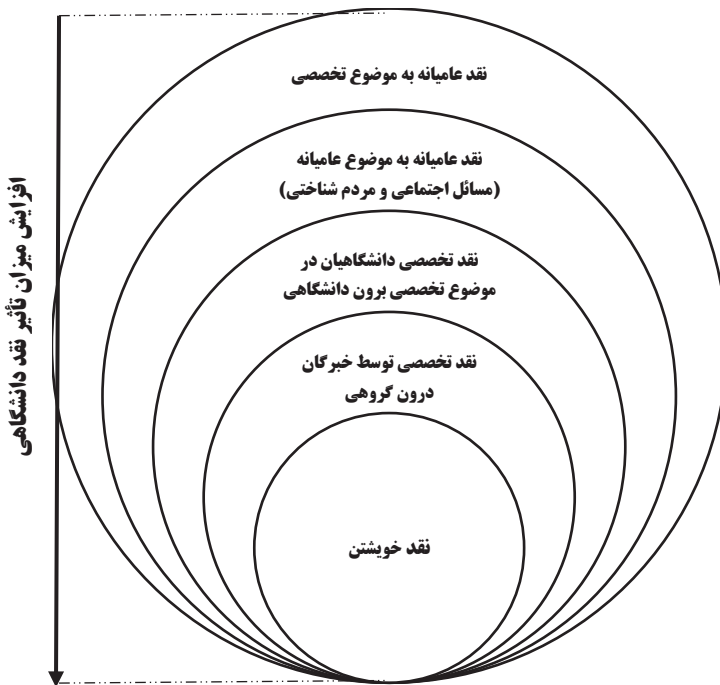 نقد عامیانه به موضوع تخصصی
نقد عامیانه به موضوع عامیانه
(مسائل اجتماعی و مردم شناختی)
نقد تخصصی دانشگاهیان در
موضوع تخصصی برون دانشگاهی
نقد تخصصی توسط خبرگان
درون گروهی
نقد خویشتن
افزایش میزان تأثیر نقد دانشگاهی